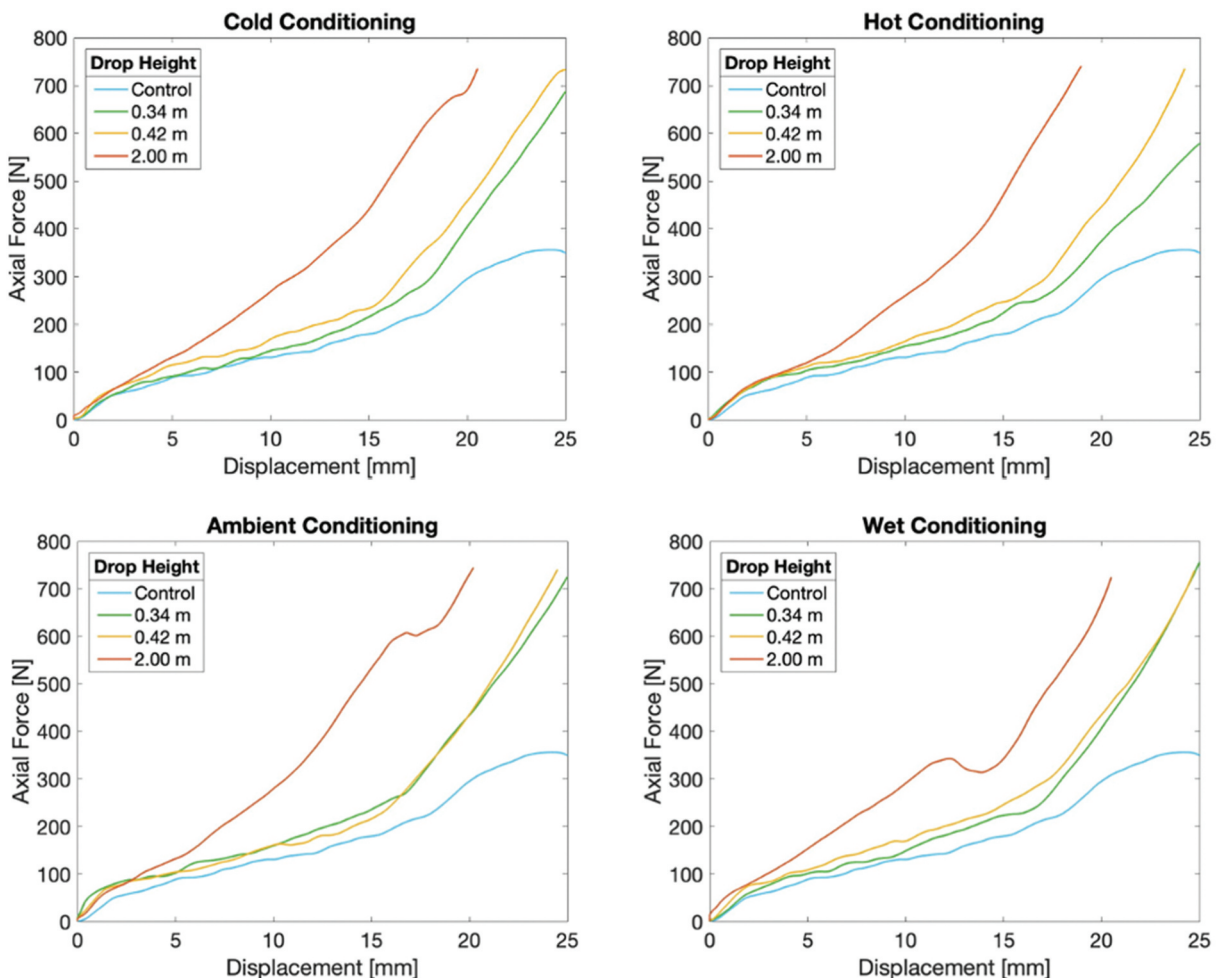 Cold Conditioning
800
700
600
500
400
300
200
100
0
Axial Force [N]
Drop Height
Control
0.34 m
0.42 m
2.00 m
0 5 10 15 20 25
Displacement [mm]
Hot Conditioning
800
700
600
500
400
300
200
100
0
Axial Force [N]
Drop Height
Control
0.34 m
0.42 m
2.00 m
0 5 10 15 20 25
Displacement [mm]
Ambient Conditioning
800
700
600
500
400
300
200
100
0
Axial Force [N]
Drop Height
Control
0.34 m
0.42 m
2.00 m
0 5 10 15 20 25
Displacement [mm]
Wet Conditioning
800
700
600
500
400
300
200
100
0
Axial Force [N]
Drop Height
Control
0.34 m
0.42 m
2.00 m
0 5 10 15 20 25
Displacement [mm]